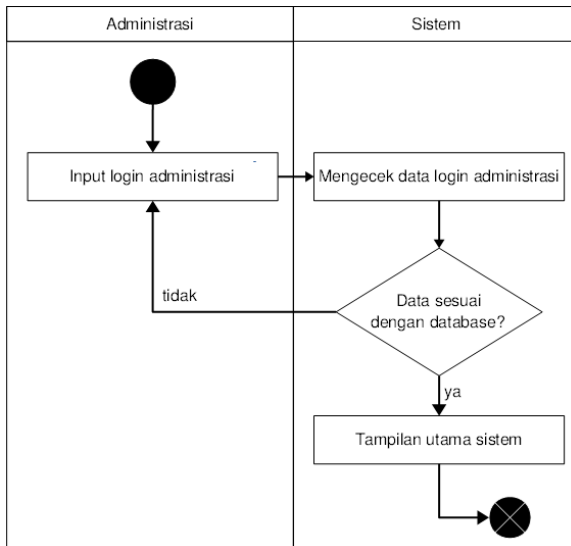 Administrasi
Sistem
Input login administrasi
Mengecek data login administrasi
tidak
Data sesuai
dengan database?
ya
Tampilan utama sistem